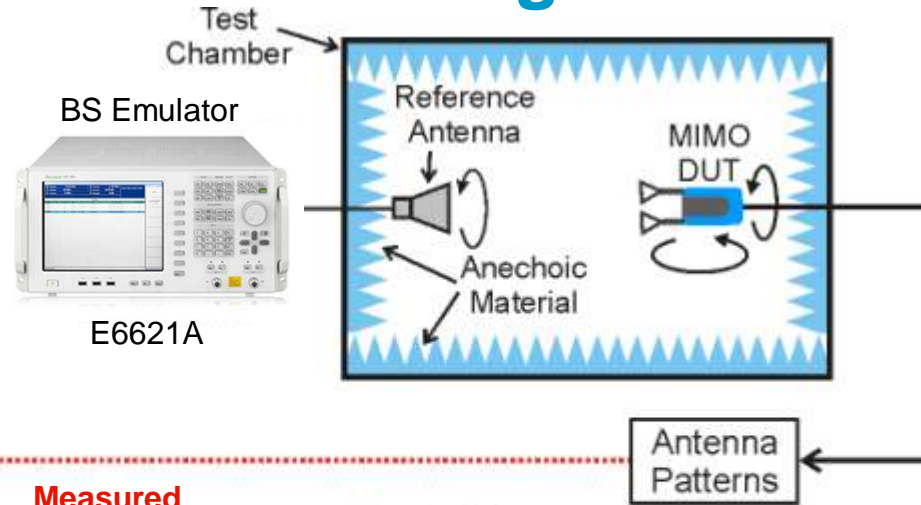 Test
Chamber
BS Emulator
Reference
Antenna
MIMO
DUT
Anechoic
Material
E6621A
Antenna
Patterns
Measured